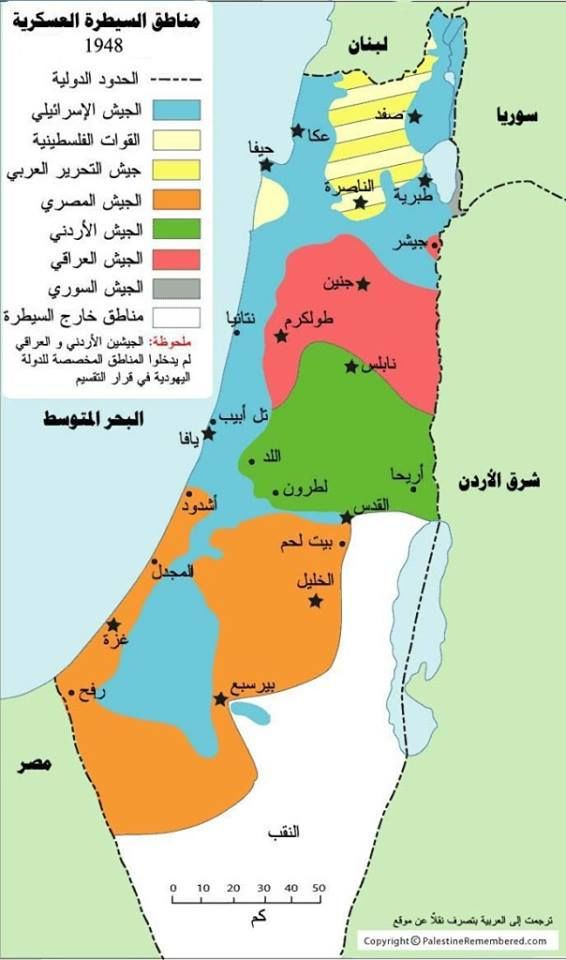 مناطق السيطرة العسكرية
1948
الحدود الدولية
الجيش الإسرائيلي
القوات الفلسطينية
جيش التحرير العربي
الجيش المصري
الجيش الأردني
الجيش العراقي
الجيش السوري
مناطق خارج السيطرة
ملحوظة: الجيشين الأردني و العراقي
لم يدخلوا المناطق المخصصة للدولة
اليهودية في قرار التقسيم
لبنان
سوريا
صفد
عكا
حيفا
طبرية
الناصرة
جيشر
جنين
نتانيا
طولكرم
نابلس
البحر المتوسط
تل أبيب
يافا
اللد
أريحا
شرق الأردن
لطرون
أشدود
القدس
بيت لحم
المجدل
الخليل
غزة
رفح
بيرسبع
مصر
النقب
0 10 20 30 40 50
كم
ترجمت إلى العربية بتصرف نقلاً عن موقع
Copyright © PalestineRemembered.com